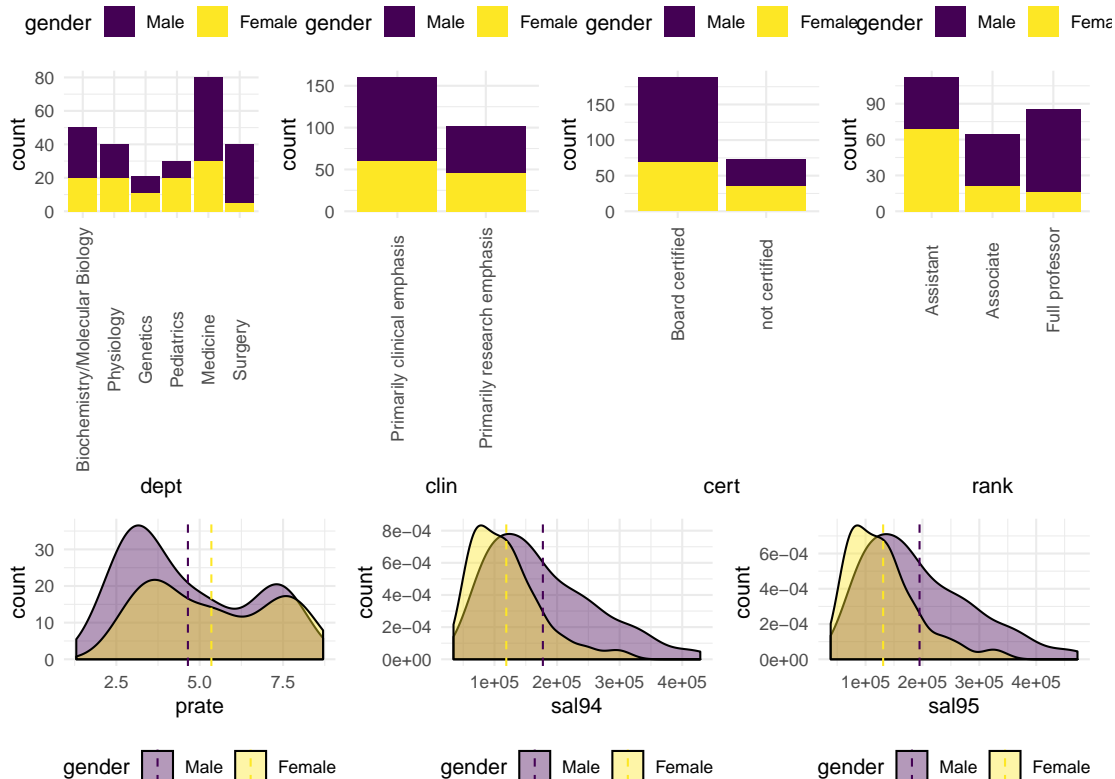 gender Male Female
gender Male Female
gender Male Female
gender Male Fema
count
80
60
40
20
0
Biochemistry/Molecular Biology
Physiology
Genetics
Pediatrics
Medicine
Surgery
dept
count
150
100
50
0
Primarily clinical emphasis
Primarily research emphasis
clin
count
150
100
50
0
Board certified
not certified
cert
count
90
60
30
0
Assistant
Associate
Full professor
rank
count
30
20
10
0
2.5 5.0 7.5
prate
gender Male Female
count
8e−04
6e−04
4e−04
2e−04
0e+00
1e+05 2e+05 3e+05 4e+05
sal94
gender Male Female
count
6e−04
4e−04
2e−04
0e+00
1e+05 2e+05 3e+05 4e+05
sal95
gender Male Female